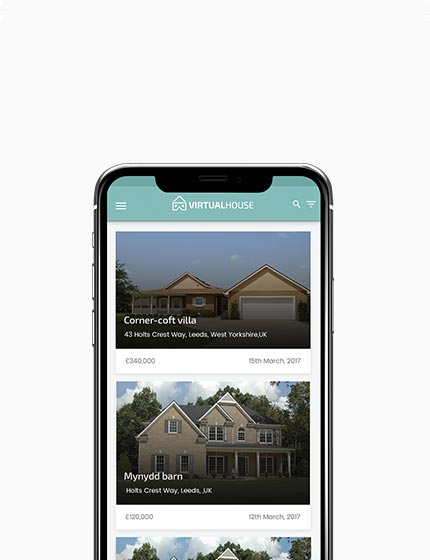 VIRTUALHOUSE
Corner-coft villa
43 Holts Crest Way, Leeds, West Yorkshire,UK
£340,000 15th March, 2017
Mynydd barn
Holts Crest Way, Leeds, ,UK
£120,000 12th March, 2017